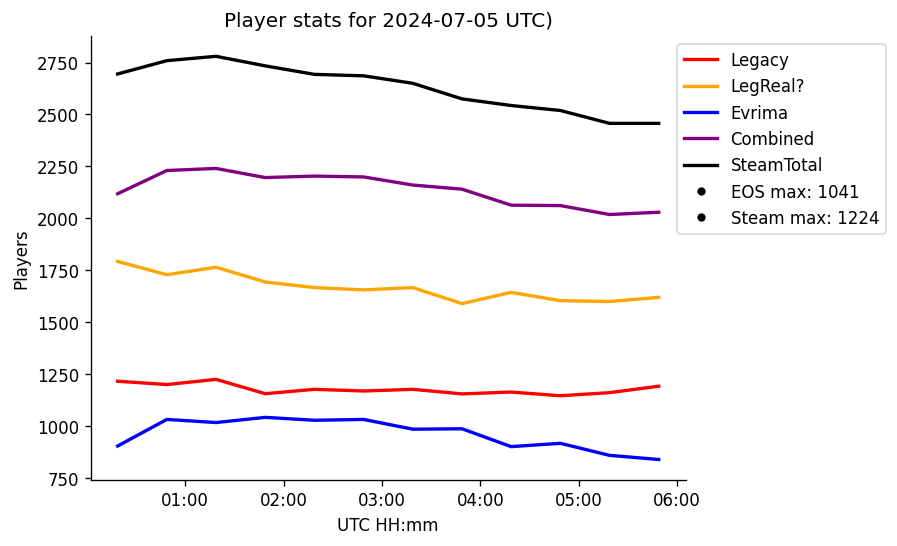 Player stats for 2024-07-05 UTC)
Legacy
LegReal?
Evrima
Combined
SteamTotal
EOS max: 1041
Steam max: 1224
Players
2750
2500
2250
2000
1750
1500
1250
1000
750
01:00 02:00 03:00 04:00 05:00 06:00
UTC HH:mm